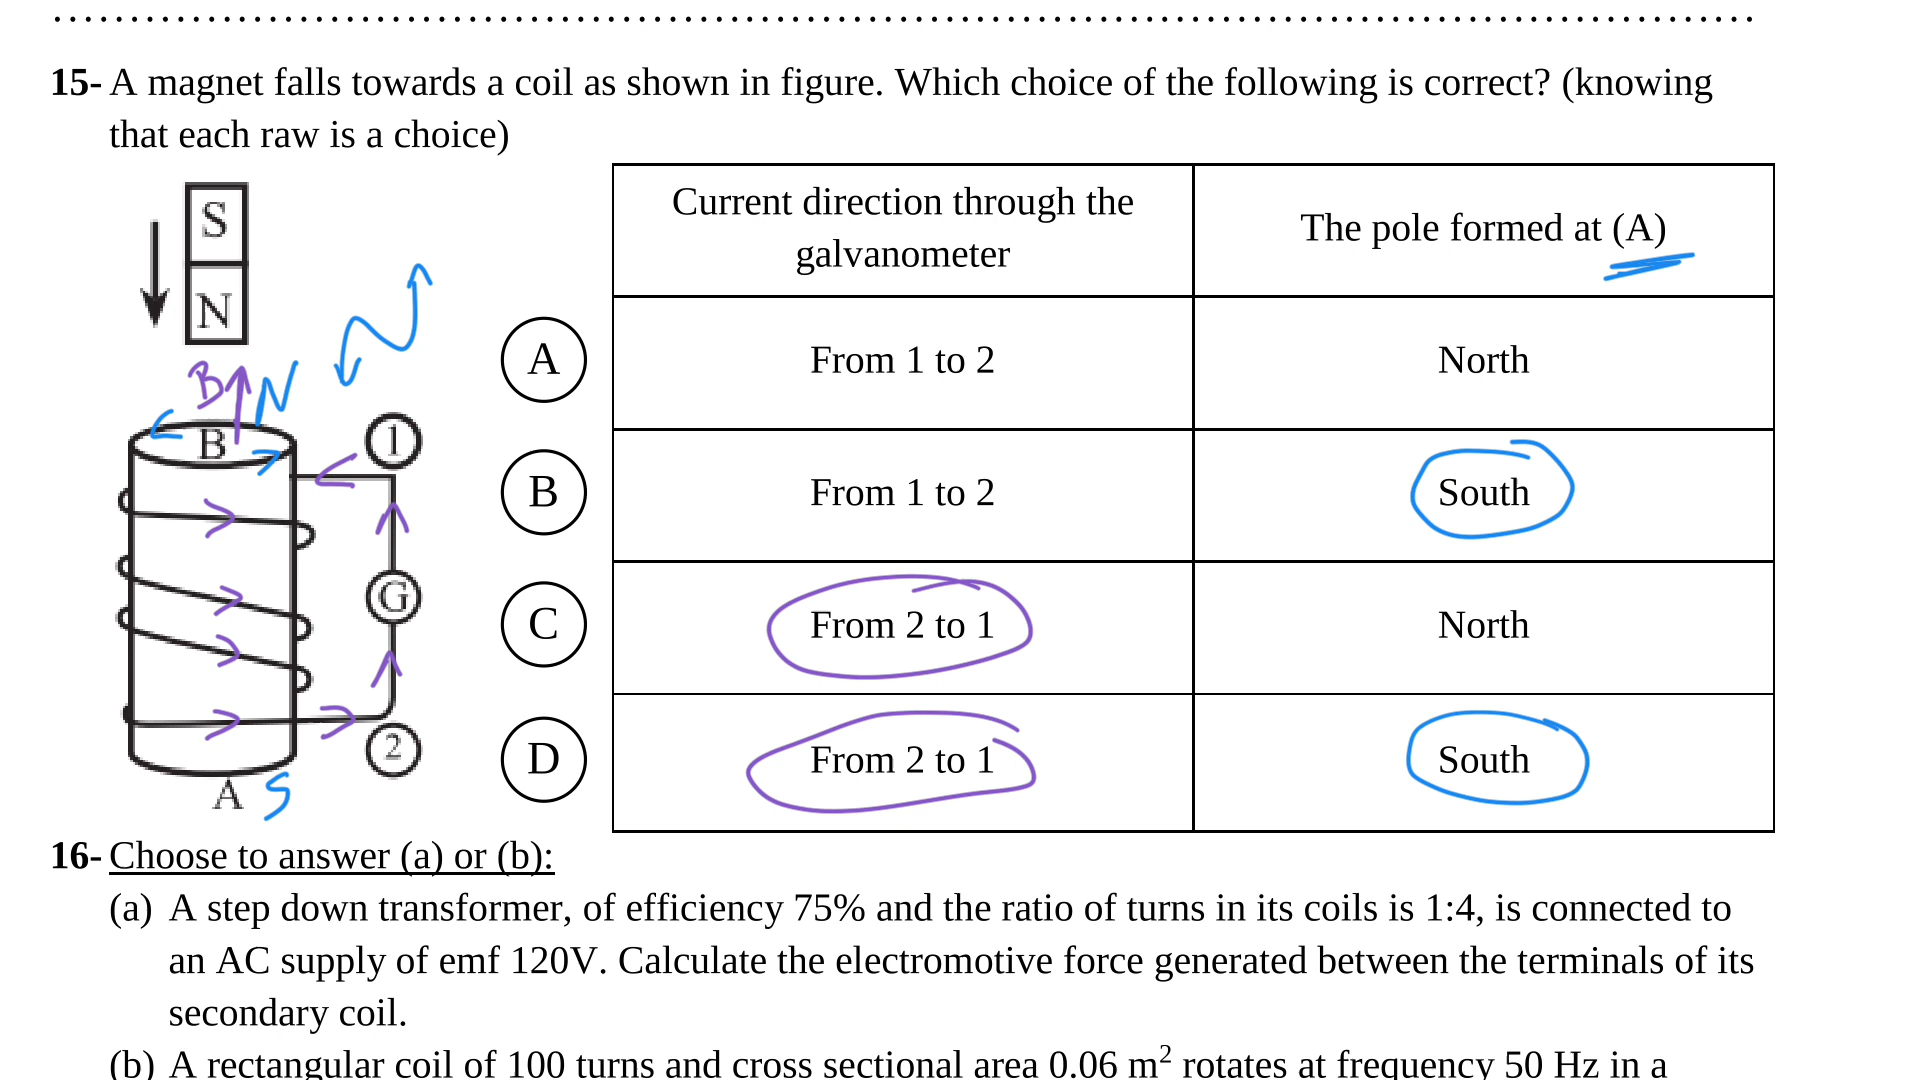 15- A magnet falls towards a coil as shown in figure. Which choice of the following is correct? (knowing
that each raw is a choice)
S
N
B N
B
1
G
2
A S
Current direction through the
galvanometer
The pole formed at (A)
A From 1 to 2 North
B From 1 to 2 South
C From 2 to 1 North
D From 2 to 1 South
16- Choose to answer (a) or (b):
(a) A step down transformer, of efficiency 75% and the ratio of turns in its coils is 1:4, is connected to
an AC supply of emf 120V. Calculate the electromotive force generated between the terminals of its
secondary coil.
(b) A rectangular coil of 100 turns and cross sectional area 0.06 m² rotates at frequency 50 Hz in a